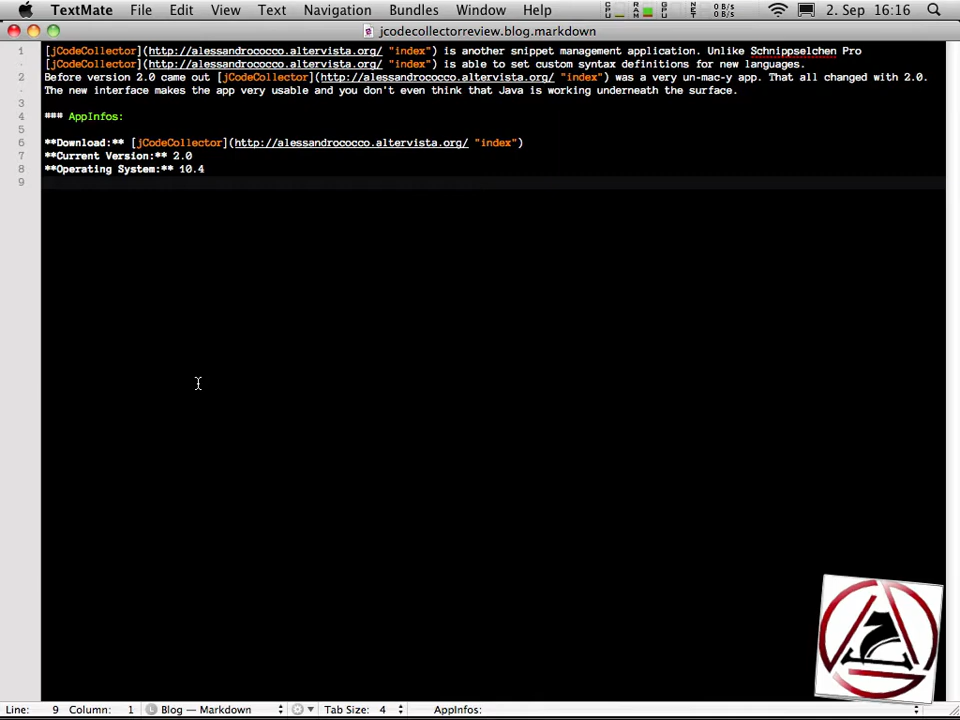 TextMate File Edit View Text Navigation Bundles Window Help CPU RAM GPU NET 0 B/S 0 B/S 2. Sep 16:16
jcodecollectorreview.blog.markdown
1 [jCodeCollector](http://alessandrococco.altervista.org/ "index") is another snippet management application. Unlike Schnippselchen Pro
- [jCodeCollector](http://alessandrococco.altervista.org/ "index") is able to set custom syntax definitions for new languages.
2 Before version 2.0 came out [jCodeCollector](http://alessandrococco.altervista.org/ "index") was a very un-mac-y app. That all changed with 2.0.
- The new interface makes the app very usable and you don't even think that Java is working underneath the surface.
3
4 ### AppInfos:
5
6 **Download:** [jCodeCollector](http://alessandrococco.altervista.org/ "index")
7 **Current Version:** 2.0
8 **Operating System:** 10.4
9
Line: 9 Column: 1 Blog — Markdown Tab Size: 4 AppInfos: